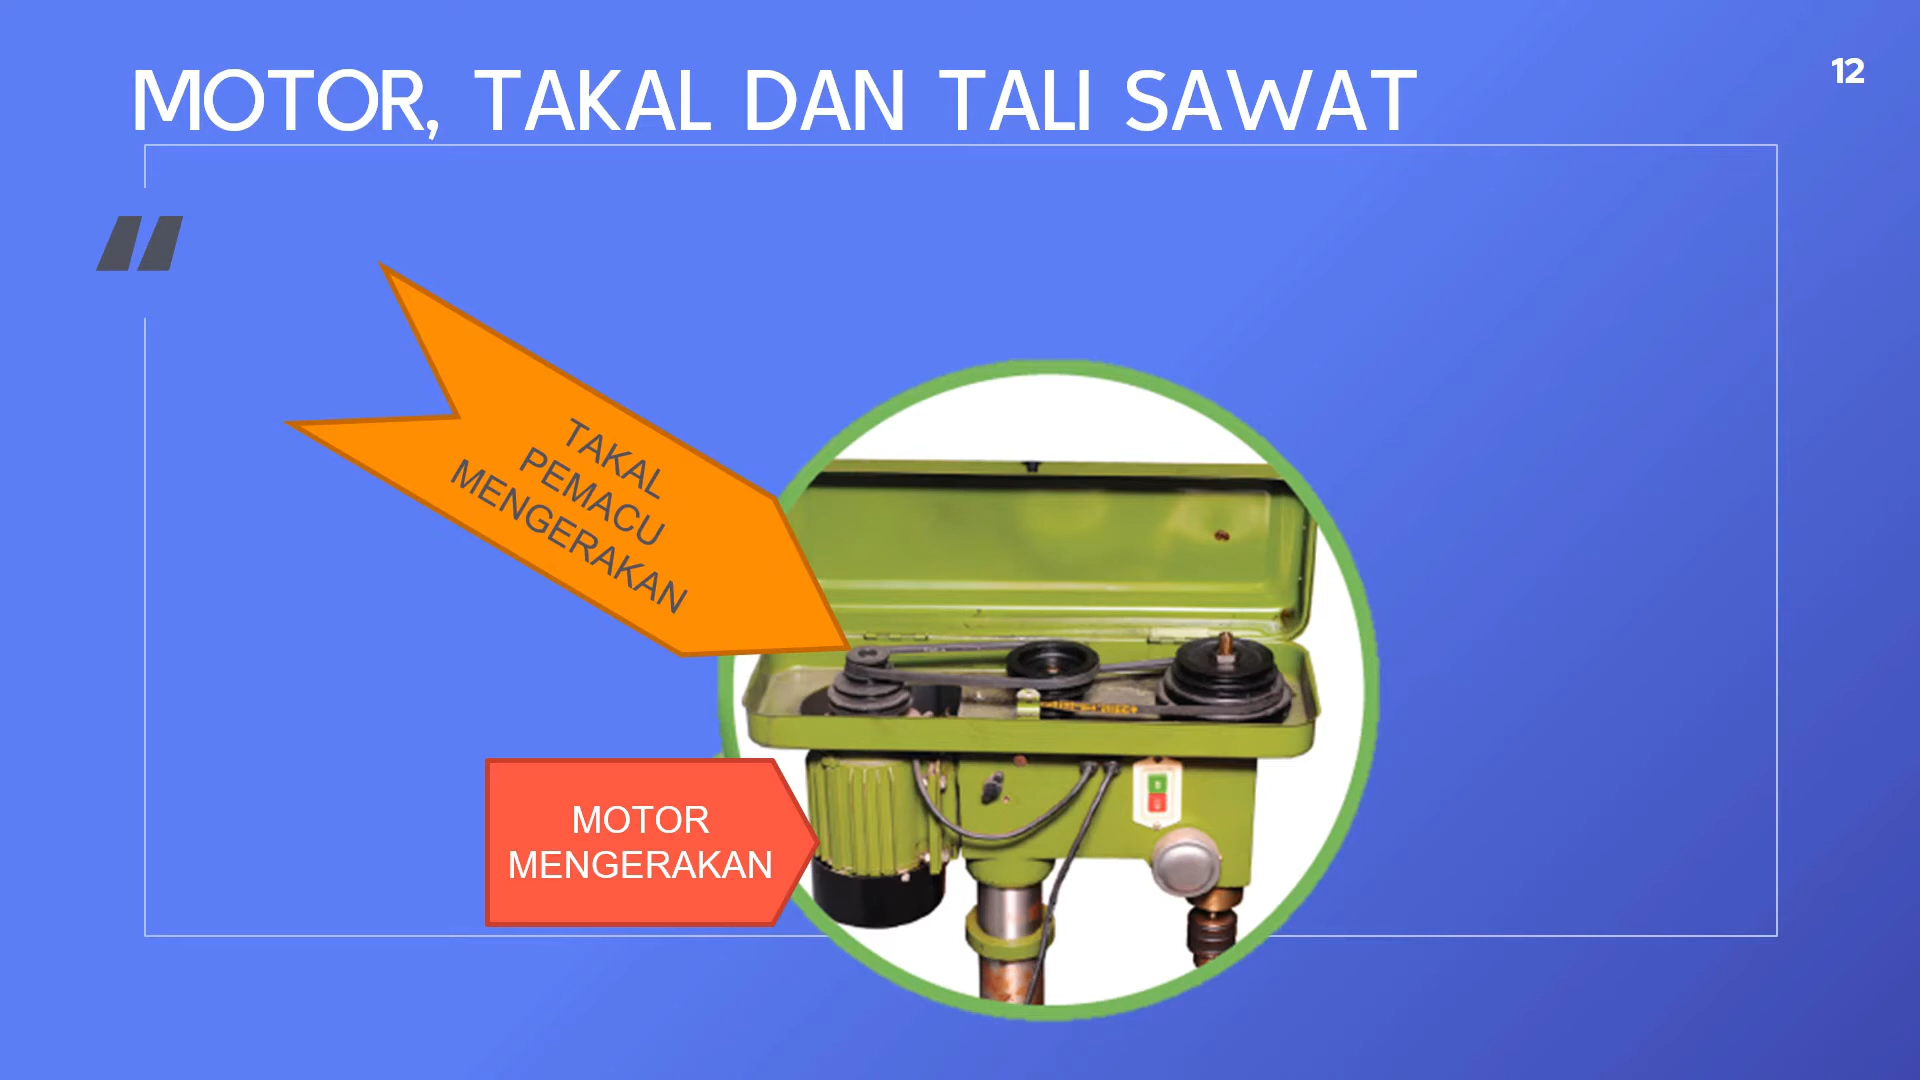 MOTOR, TAKAL DAN TALI SAWAT
12
TAKAL
PEMACU
MENGERAKAN
MOTOR
MENGERAKAN